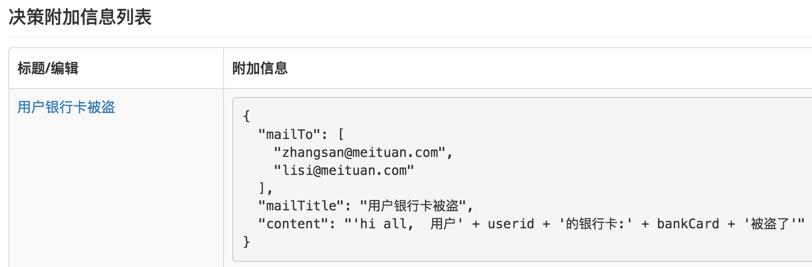 决策附加信息列表
标题/编辑 附加信息
用户银行卡被盗
{
  "mailTo": [
    "zhangsan@meituan.com",
    "lisi@meituan.com"
  ],
  "mailTitle": "用户银行卡被盗",
  "content": "'hi all,  用户' + userid + '的银行卡:' + bankCard + '被盗了'"
}